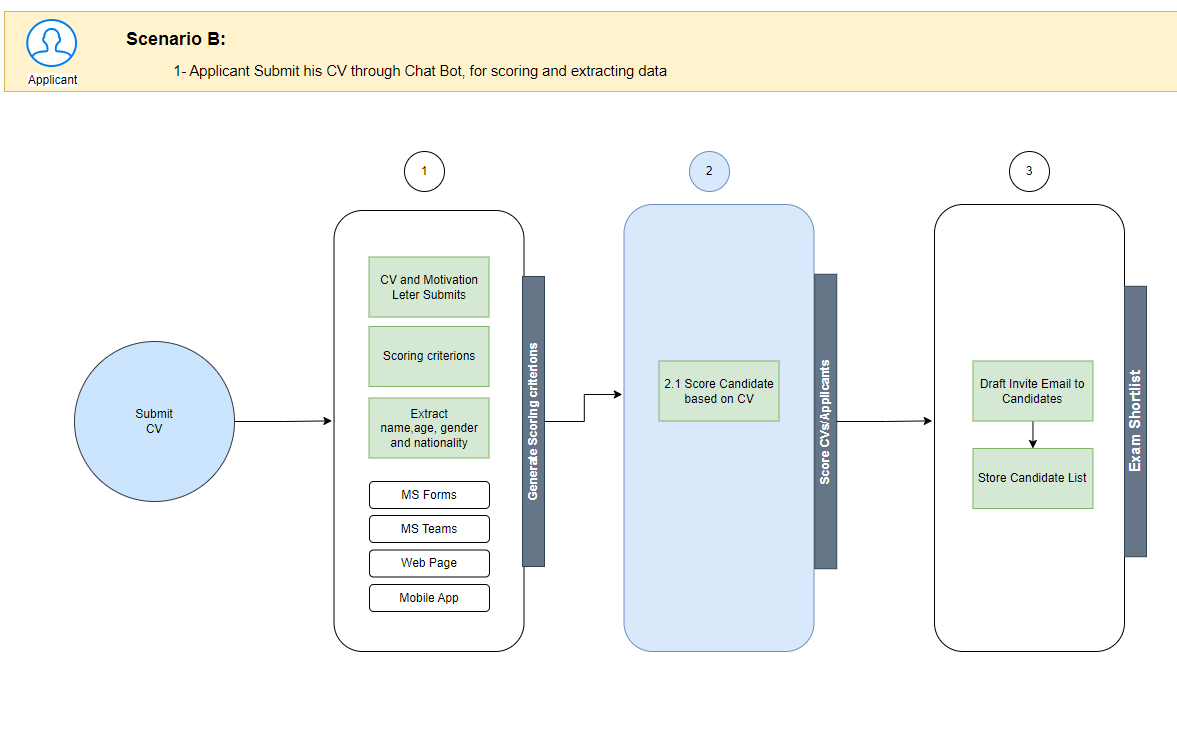 Scenario B:
1- Applicant Submit his CV through Chat Bot, for scoring and extracting data
Applicant
1
2
3
Submit
CV
CV and Motivation
Leter Submits
Scoring criterions
Extract
name,age, gender
and nationality
MS Forms
MS Teams
Web Page
Mobile App
Generate Scoring criterions
2.1 Score Candidate
based on CV
Score CVs/Applicants
Draft Invite Email to
Candidates
Store Candidate List
Exam Shortlist